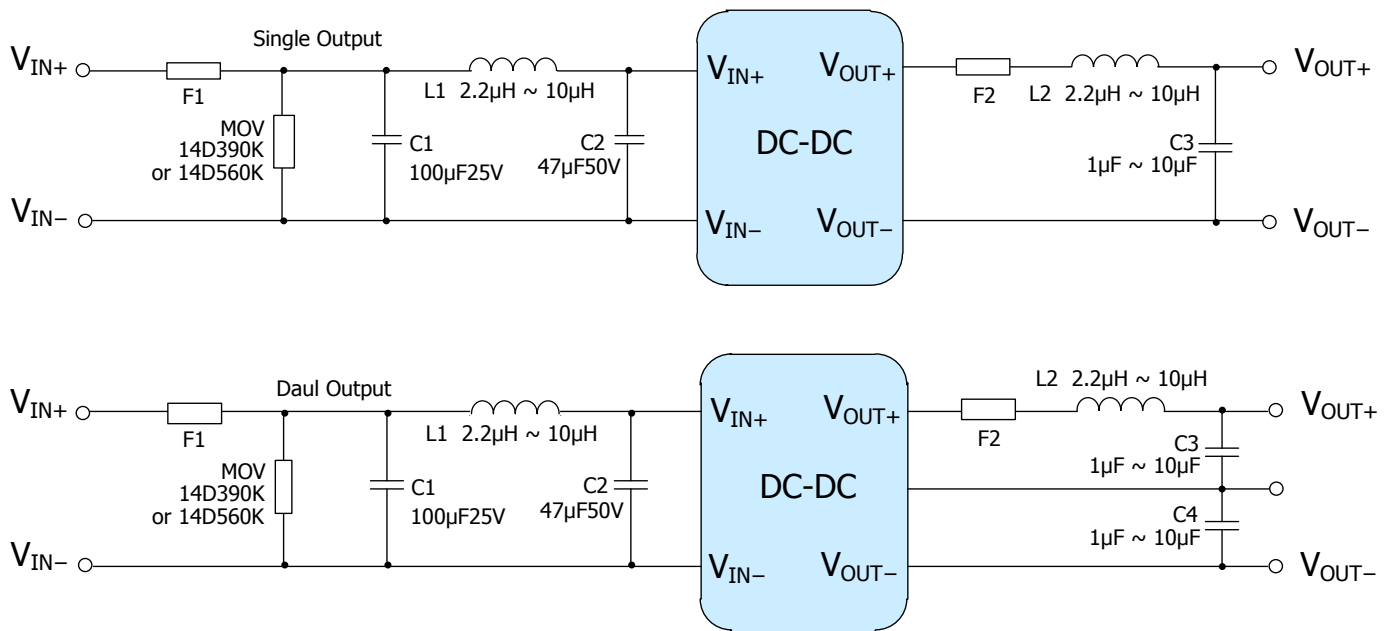 Single Output
VIN+
F1
L1 2.2µH ~ 10µH
MOV
14D390K
or 14D560K
C1
100µF25V
C2
47µF50V
VIN−
VIN+
VOUT+
DC-DC
VIN−
VOUT−
F2
L2 2.2µH ~ 10µH
C3
1µF ~ 10µF
VOUT+
VOUT−
Daul Output
VIN+
F1
L1 2.2µH ~ 10µH
MOV
14D390K
or 14D560K
C1
100µF25V
C2
47µF50V
VIN−
VIN+
VOUT+
DC-DC
VIN−
VOUT−
L2 2.2µH ~ 10µH
F2
C3
1µF ~ 10µF
C4
1µF ~ 10µF
VOUT+
VOUT−